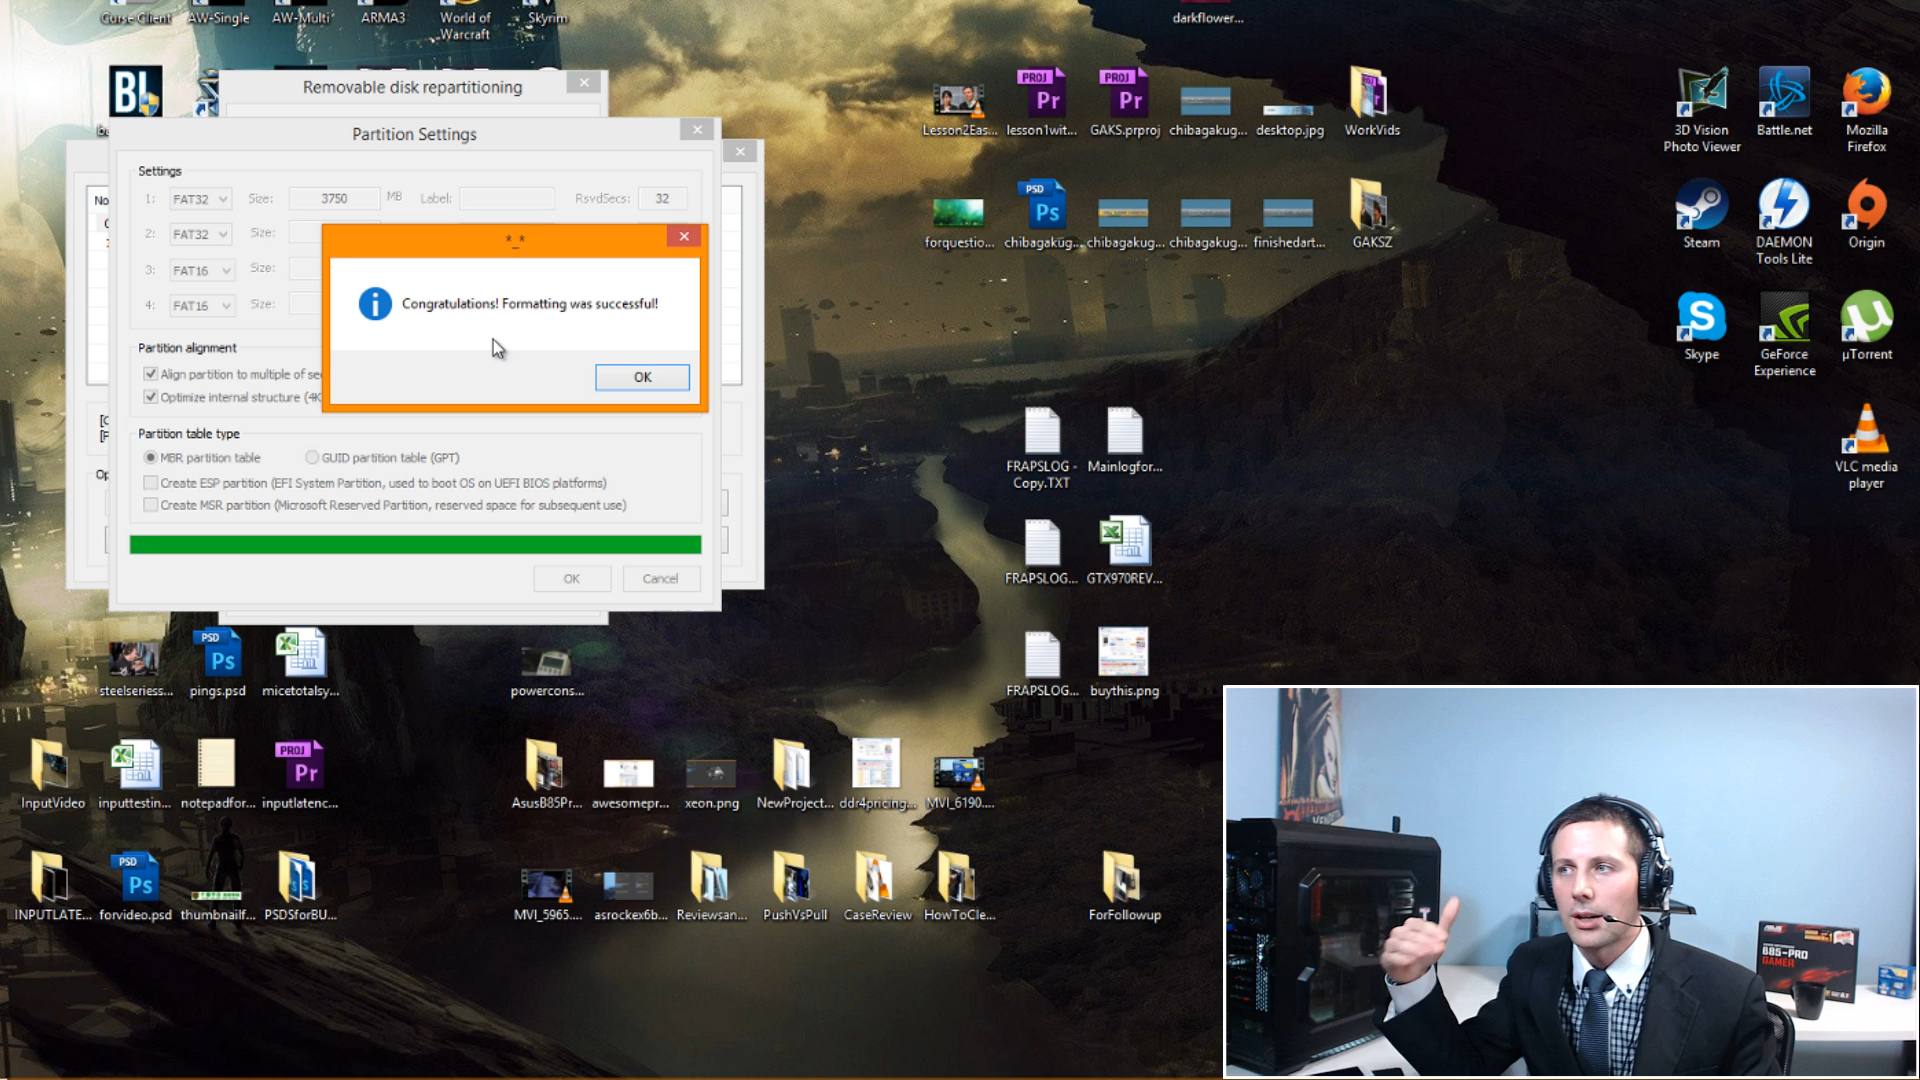 Curse Client
AW-Single
AW-Multi
ARMA3
World of
Warcraft
Skyrim
darkflower...
Removable disk repartitioning
Partition Settings
Settings
1: FAT32 Size: 3750 MB Label: RsvdSecs: 32
2: FAT32 Size:
3: FAT16 Size:
4: FAT16 Size:
*_*
Congratulations! Formatting was successful!
OK
Partition alignment
Align partition to multiple of se
Optimize internal structure (4K
Partition table type
MBR partition table
GUID partition table (GPT)
Create ESP partition (EFI System Partition, used to boot OS on UEFI BIOS platforms)
Create MSR partition (Microsoft Reserved Partition, reserved space for subsequent use)
OK
Cancel
No
Op
Lesson2Eas...
lesson1wit...
GAKS.prproj
chibagakug...
desktop.jpg
WorkVids
forquestio...
chibagakug...
chibagakug...
chibagakug...
finishedart...
GAKSZ
3D Vision
Photo Viewer
Battle.net
Mozilla
Firefox
Steam
DAEMON
Tools Lite
Origin
Skype
GeForce
Experience
µTorrent
VLC media
player
FRAPSLOG -
Copy.TXT
Mainlogfor...
FRAPSLOG...
GTX970REV...
FRAPSLOG...
buythis.png
steelseriess...
pings.psd
micetotalsy...
powercons...
InputVideo
inputtestin...
notepadfor...
inputlatenc...
AsusB85Pr...
awesomepr...
xeon.png
NewProject...
ddr4pricing...
MVI_6190....
INPUTLATE...
forvideo.psd
thumbnailf...
PSDSforBU...
MVI_5965....
asrockex6b...
Reviewsan...
PushVsPull
CaseReview
HowToCle...
ForFollowup
B85-PRO
GAMER